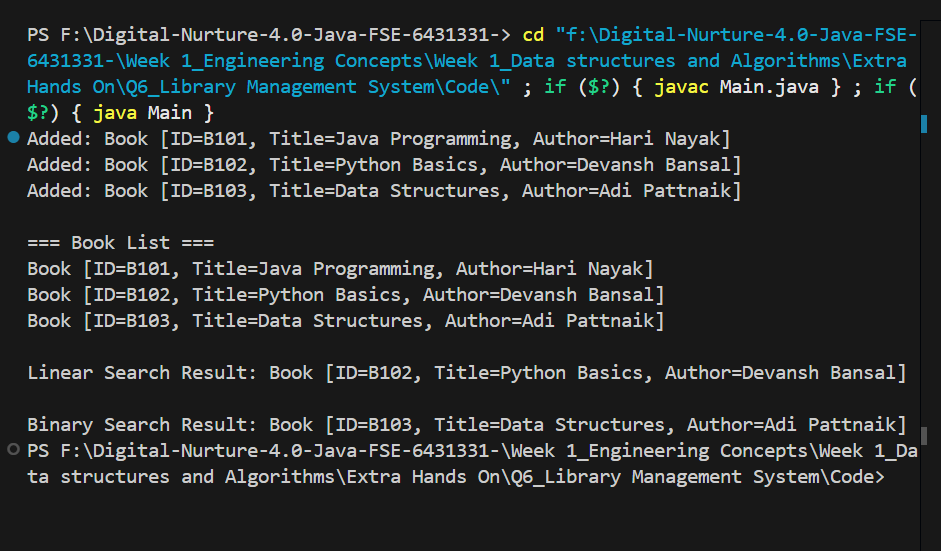 PS F:\Digital-Nurture-4.0-Java-FSE-6431331-> cd "f:\Digital-Nurture-4.0-Java-FSE-
6431331-\Week 1_Engineering Concepts\Week 1_Data structures and Algorithms\Extra
Hands On\Q6_Library Management System\Code\" ; if ($?) { javac Main.java } ; if (
$?) { java Main }
Added: Book [ID=B101, Title=Java Programming, Author=Hari Nayak]
Added: Book [ID=B102, Title=Python Basics, Author=Devansh Bansal]
Added: Book [ID=B103, Title=Data Structures, Author=Adi Pattnaik]
=== Book List ===
Book [ID=B101, Title=Java Programming, Author=Hari Nayak]
Book [ID=B102, Title=Python Basics, Author=Devansh Bansal]
Book [ID=B103, Title=Data Structures, Author=Adi Pattnaik]
Linear Search Result: Book [ID=B102, Title=Python Basics, Author=Devansh Bansal]
Binary Search Result: Book [ID=B103, Title=Data Structures, Author=Adi Pattnaik]
PS F:\Digital-Nurture-4.0-Java-FSE-6431331-\Week 1_Engineering Concepts\Week 1_Da
ta structures and Algorithms\Extra Hands On\Q6_Library Management System\Code>